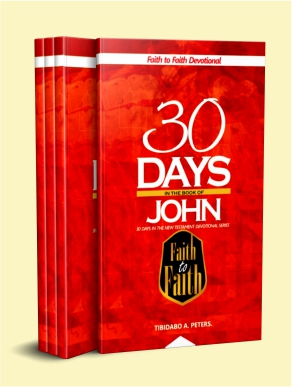 Faith to Faith Devotional
30
DAYS
IN THE BOOK OF
JOHN
30 DAYS IN THE NEW TESTAMENT DEVOTIONAL SERIES
Faith
to
Faith
TIBIDABO A. PETERS.